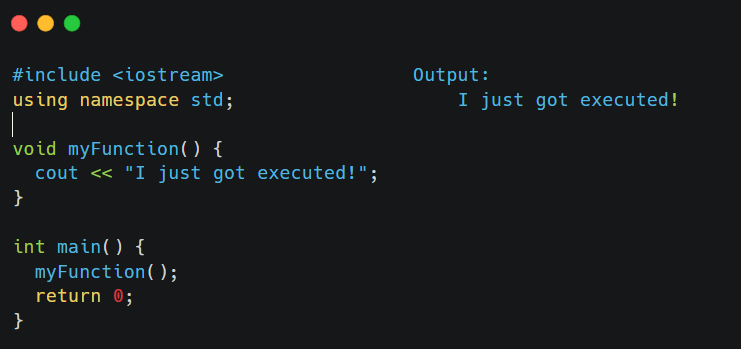 #include <iostream>
using namespace std;
void myFunction() {
  cout << "I just got executed!";
}
int main() {
  myFunction();
  return 0;
}
Output:
I just got executed!